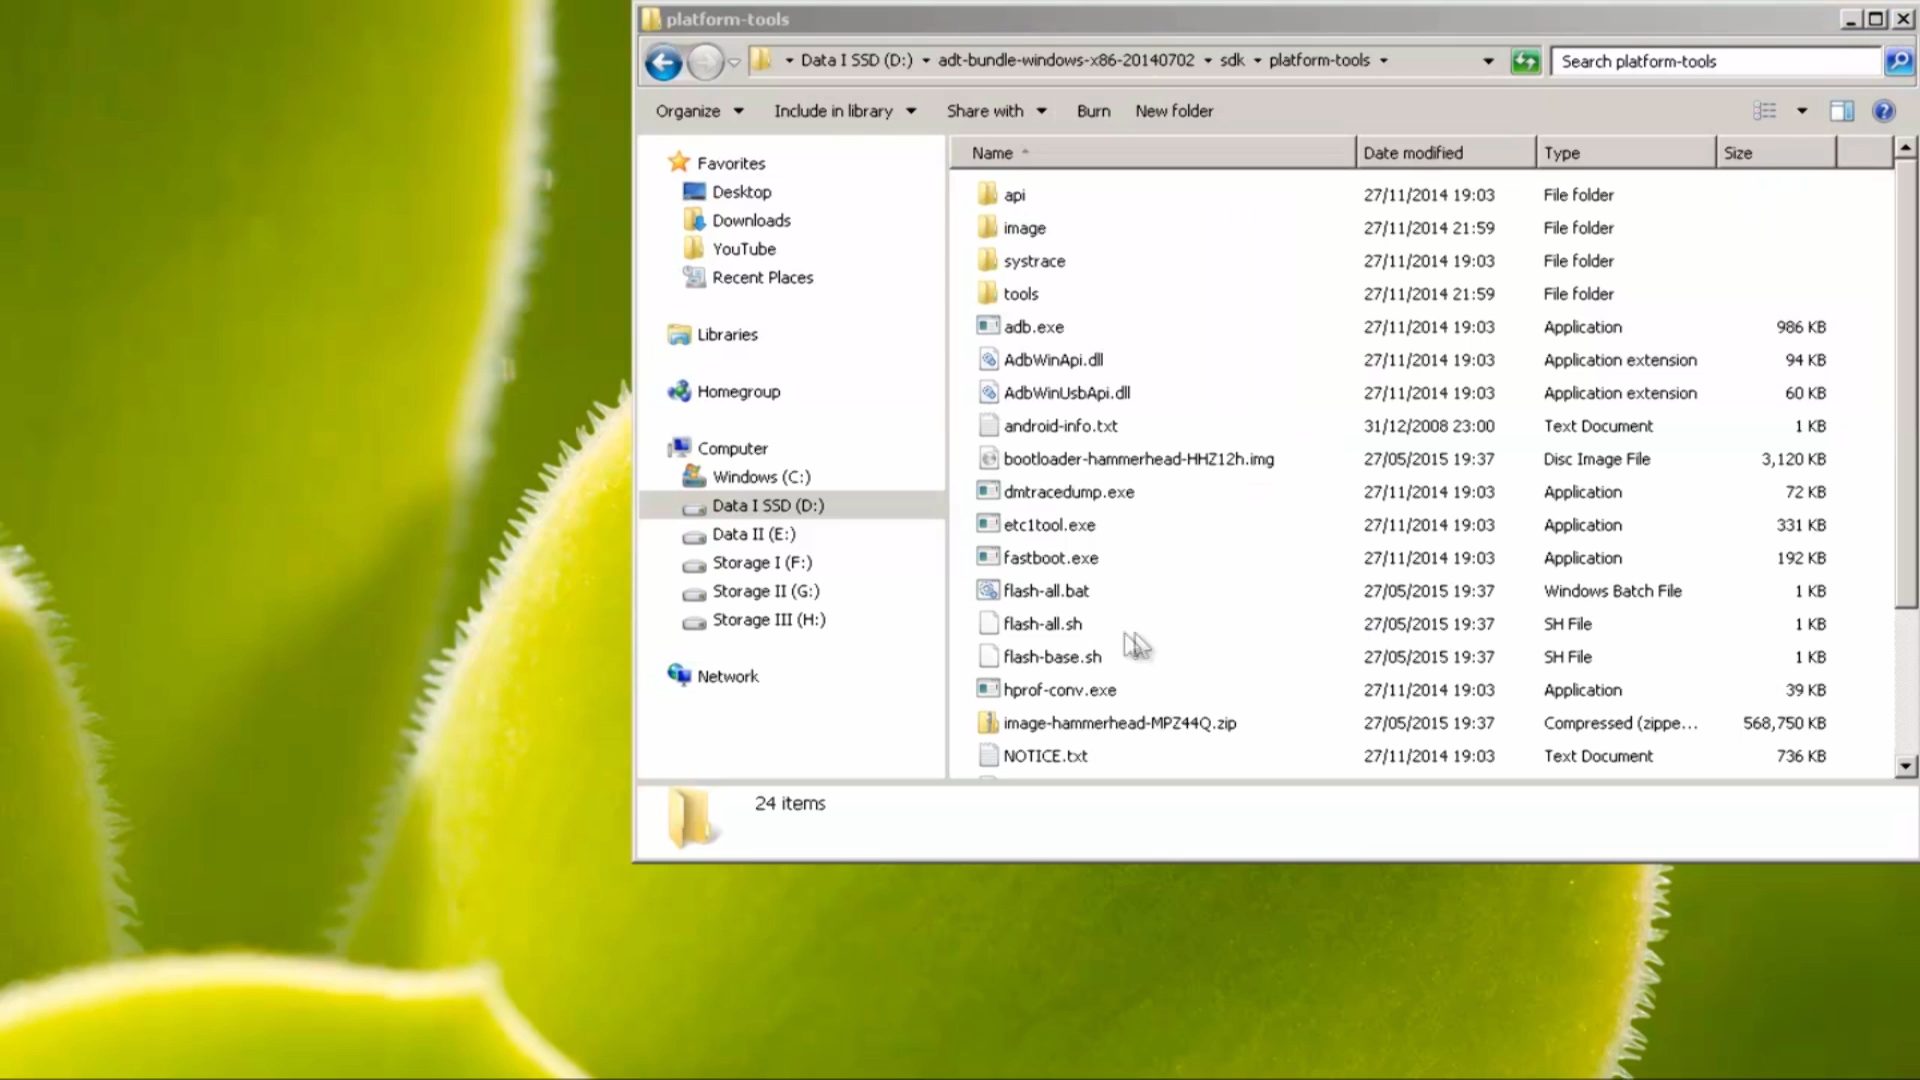 platform-tools
Data I SSD (D:) adt-bundle-windows-x86-20140702 sdk platform-tools Search platform-tools
Organize Include in library Share with Burn New folder
Name Date modified Type Size
Favorites
Desktop
Downloads
YouTube
Recent Places
Libraries
Homegroup
Computer
Windows (C:)
Data I SSD (D:)
Data II (E:)
Storage I (F:)
Storage II (G:)
Storage III (H:)
Network
api 27/11/2014 19:03 File folder
image 27/11/2014 21:59 File folder
systrace 27/11/2014 19:03 File folder
tools 27/11/2014 21:59 File folder
adb.exe 27/11/2014 19:03 Application 986 KB
AdbWinApi.dll 27/11/2014 19:03 Application extension 94 KB
AdbWinUsbApi.dll 27/11/2014 19:03 Application extension 60 KB
android-info.txt 31/12/2008 23:00 Text Document 1 KB
bootloader-hammerhead-HHZ12h.img 27/05/2015 19:37 Disc Image File 3,120 KB
dmtracedump.exe 27/11/2014 19:03 Application 72 KB
etc1tool.exe 27/11/2014 19:03 Application 331 KB
fastboot.exe 27/11/2014 19:03 Application 192 KB
flash-all.bat 27/05/2015 19:37 Windows Batch File 1 KB
flash-all.sh 27/05/2015 19:37 SH File 1 KB
flash-base.sh 27/05/2015 19:37 SH File 1 KB
hprof-conv.exe 27/11/2014 19:03 Application 39 KB
image-hammerhead-MPZ44Q.zip 27/05/2015 19:37 Compressed (zippe... 568,750 KB
NOTICE.txt 27/11/2014 19:03 Text Document 736 KB
24 items